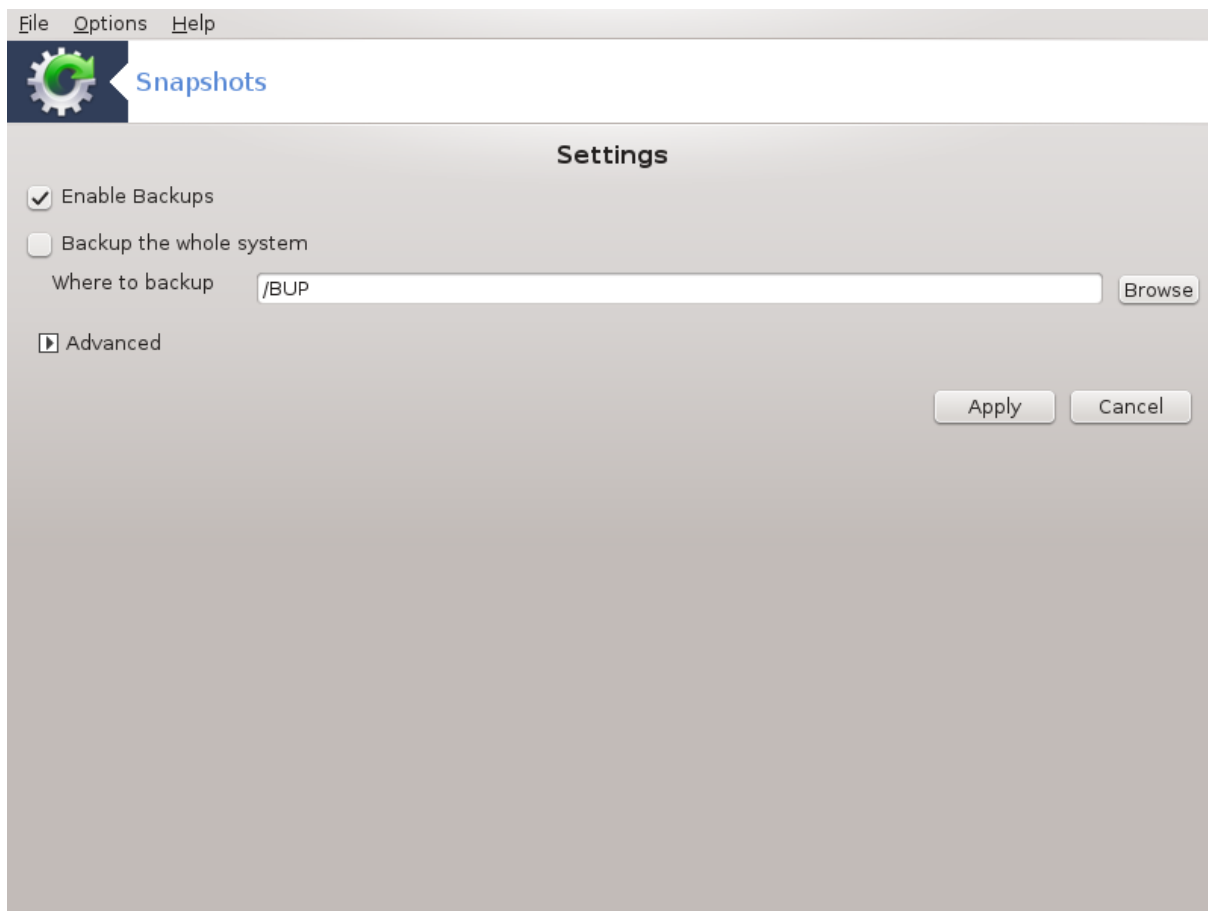 File Options Help
Snapshots
Settings
Enable Backups
Backup the whole system
Where to backup /BUP Browse
Advanced
Apply Cancel